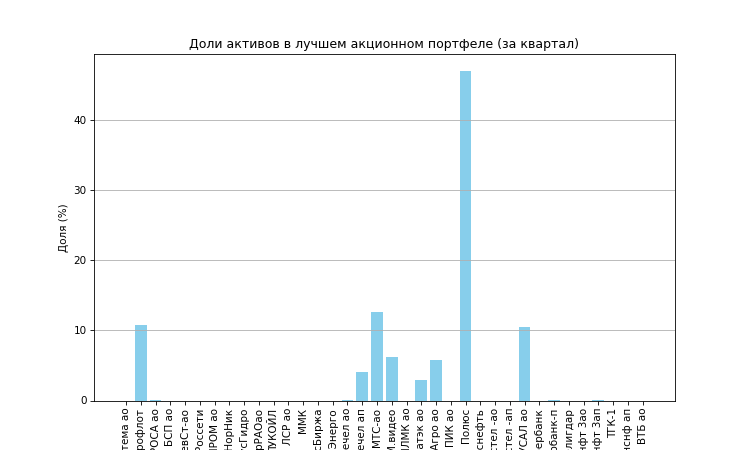 Доли активов в лучшем акционном портфеле (за квартал)
Доля (%)
40
30
20
10
0
тема ао
рофлот
РОСА ао
БСП ао
евСт-ао
Россети
ПРОМ ао
НорНик
сГидро
рРАОао
ЛУКОЙЛ
ЛСР ао
ММК
сБиржа
Энерго
ечел ао
ечел ап
МТС-ао
М.видео
ЛМК ао
атэк ао
Агро ао
ПИК ао
Полюс
снефть
стел -ао
стел -ап
УСАЛ ао
ербанк
рбанк-п
лигдар
нфт 3ао
нфт 3ап
ТГК-1
нснф ап
ВТБ ао